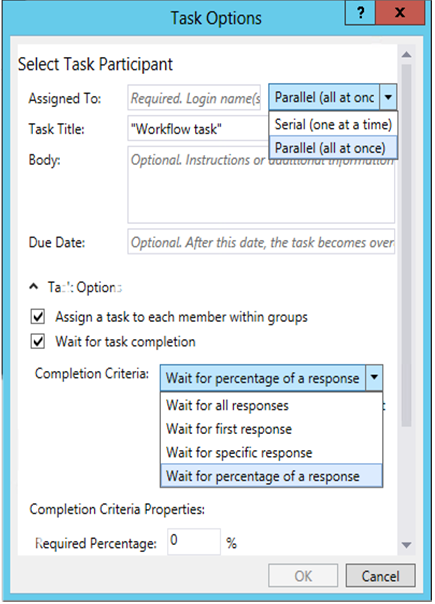 Task Options
? x
Select Task Participant
Assigned To: Required. Login name(s Parallel (all at onc
Serial (one at a time)
Parallel (all at once)
Task Title: "Workflow task"
Body: Optional. Instructions or additional information
Due Date: Optional. After this date, the task becomes over
Task Options
Assign a task to each member within groups
Wait for task completion
Completion Criteria: Wait for percentage of a response
Wait for all responses
Wait for first response
Wait for specific response
Wait for percentage of a response
Completion Criteria Properties:
Required Percentage: 0 %
OK Cancel